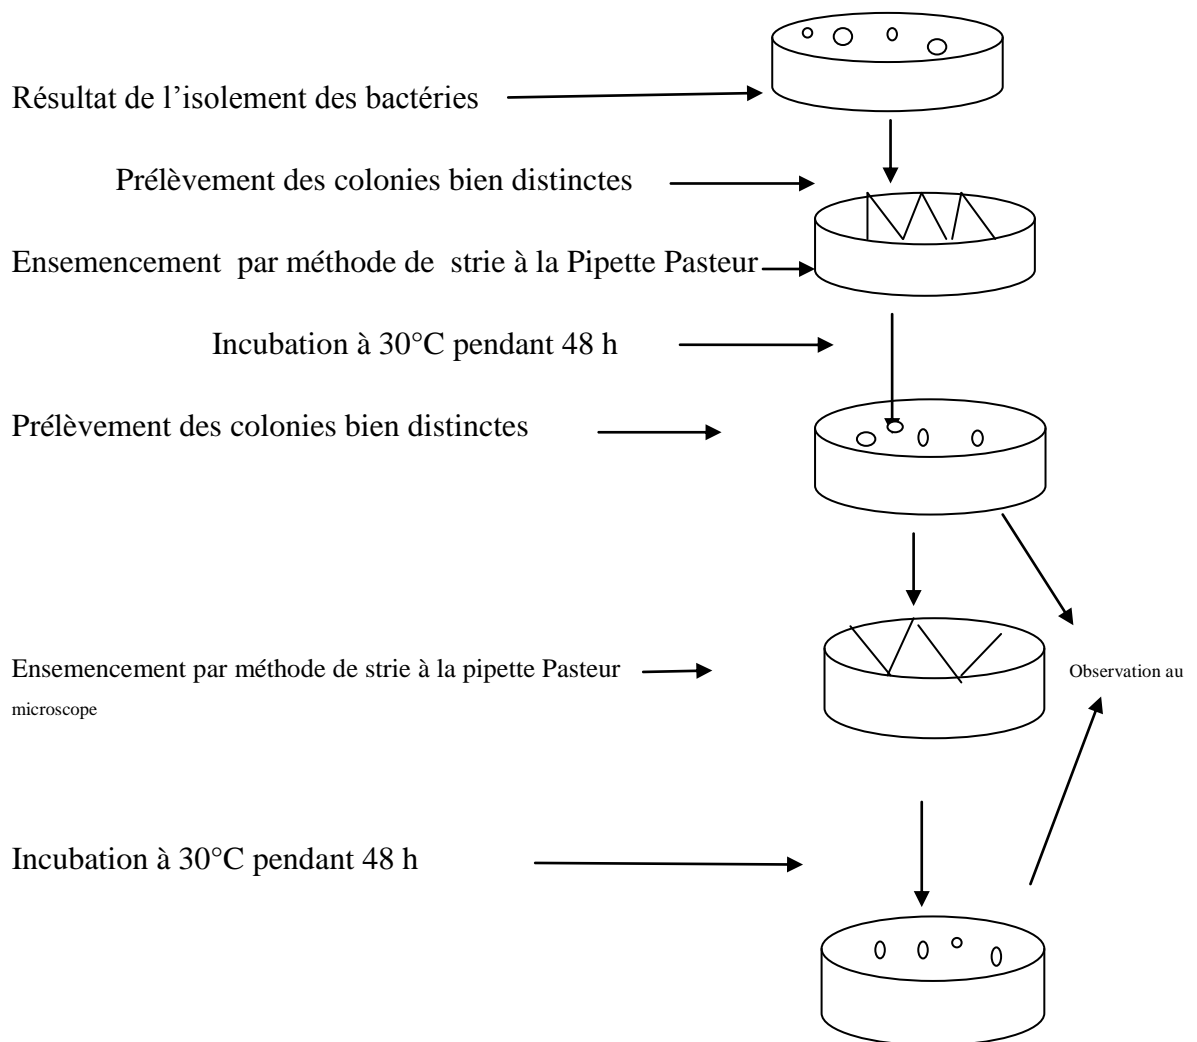 Résultat de l'isolement des bactéries
Prélèvement des colonies bien distinctes
Ensemencement par méthode de strie à la Pipette Pasteur
Incubation à 30°C pendant 48 h
Prélèvement des colonies bien distinctes
Ensemencement par méthode de strie à la pipette Pasteur Observation au
microscope
Incubation à 30°C pendant 48 h